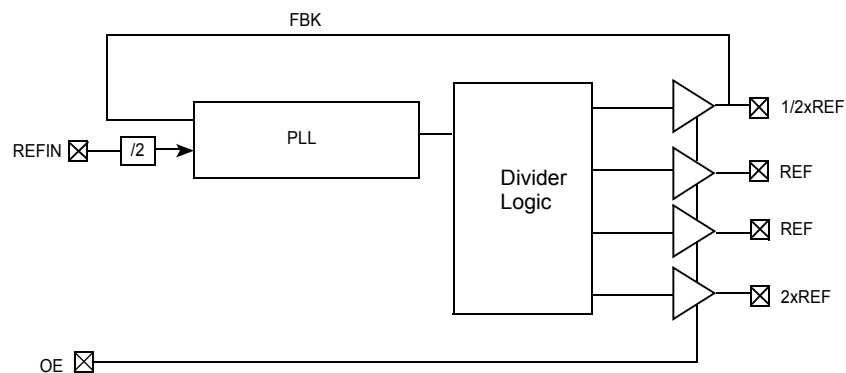 FBK
1/2xREF
REFIN
/2
PLL
Divider
Logic
REF
REF
2xREF
OE